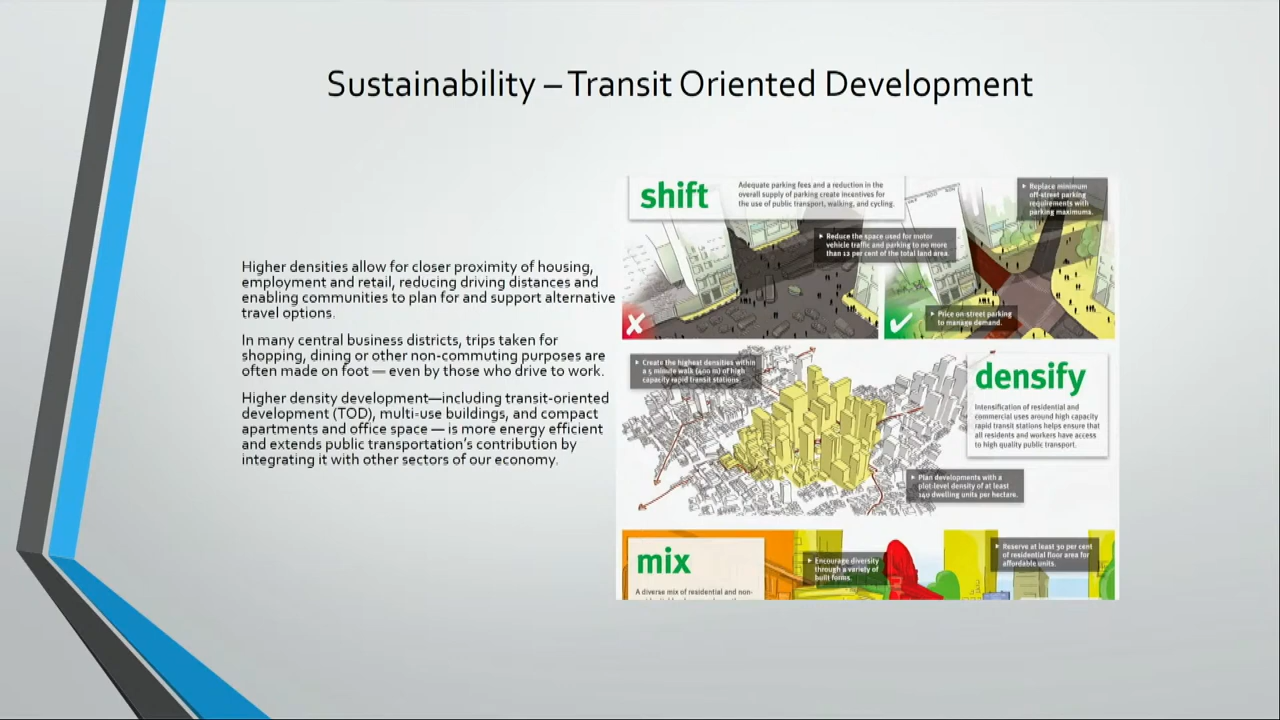 Sustainability – Transit Oriented Development
Higher densities allow for closer proximity of housing,
employment and retail, reducing driving distances and
enabling communities to plan for and support alternative
travel options.
In many central business districts, trips taken for
shopping, dining or other non-commuting purposes are
often made on foot — even by those who drive to work.
Higher density development—including transit-oriented
development (TOD), multi-use buildings, and compact
apartments and office space — is more energy efficient
and extends public transportation's contribution by
integrating it with other sectors of our economy.
shift
Adequate parking fees and a reduction in the
overall supply of parking create incentives for
the use of public transport, walking, and cycling.
Reduce the space used for motor
vehicle traffic and parking to no more
than 12 per cent of the total land area.
Replace minimum
off-street parking
requirements with
parking maximums.
Price on-street parking
to manage demand.
Create the highest densities within
a 5 minute walk (400 m) of high
capacity rapid transit stations.
densify
Intensification of residential and
commercial uses around high capacity
rapid transit stations helps ensure that
all residents and workers have access
to high quality public transport.
Plan developments with a
plot-level density of at least
140 dwelling units per hectare.
mix
A diverse mix of residential and non-
Encourage diversity
through a variety of
built forms.
Reserve at least 30 per cent
of residential floor area for
affordable units.